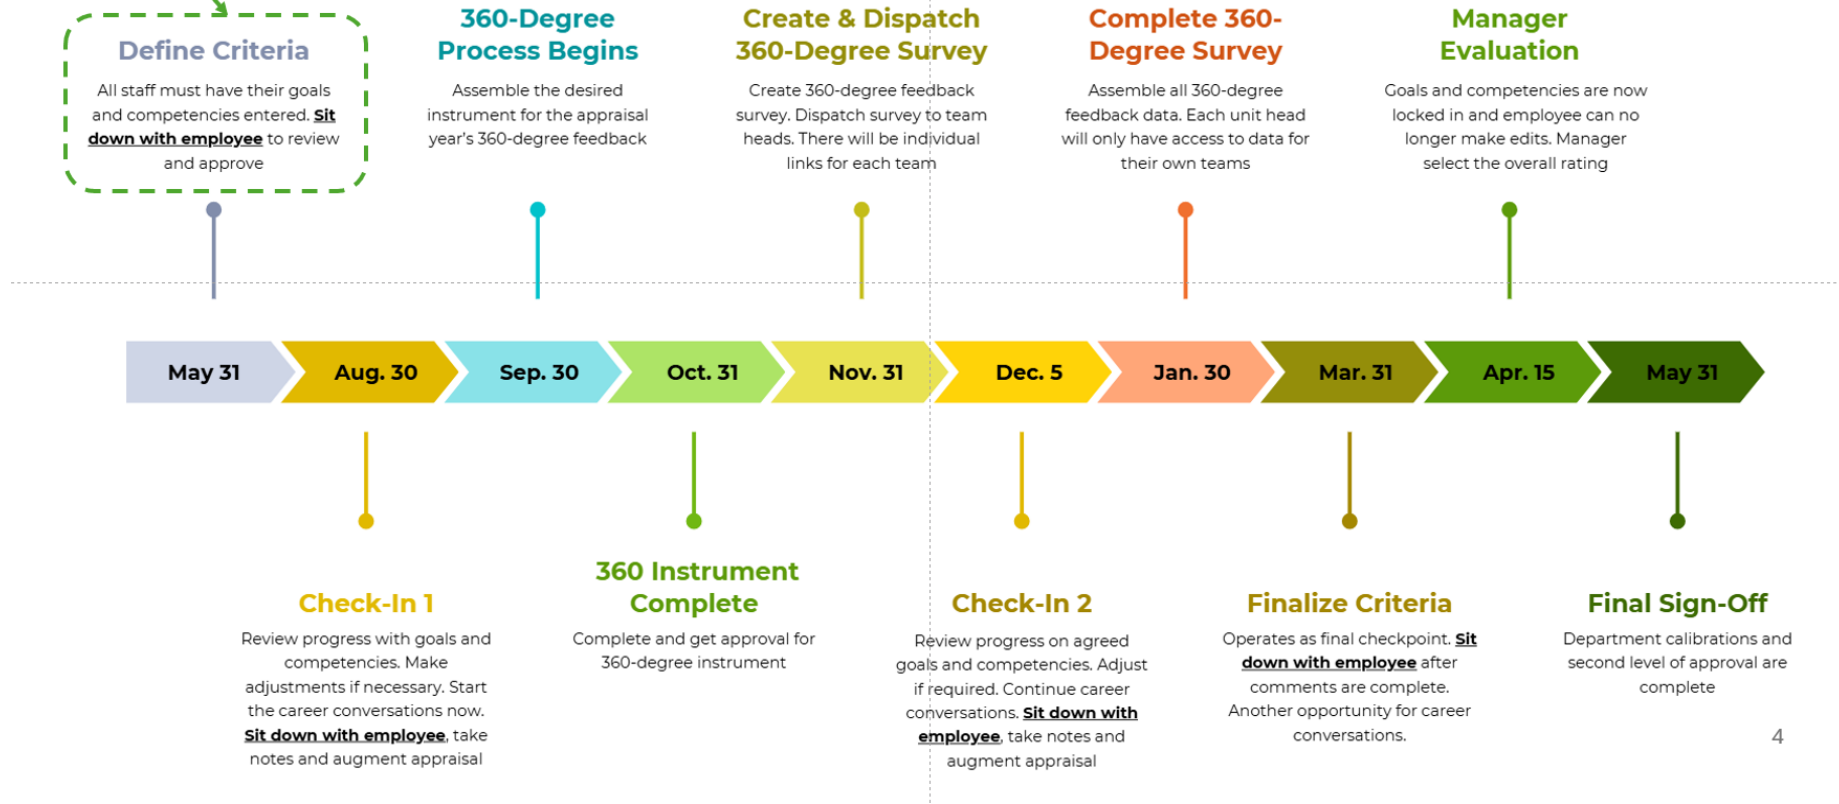 Define Criteria
All staff must have their goals
and competencies entered. Sit
down with employee to review
and approve
360-Degree
Process Begins
Assemble the desired
instrument for the appraisal
year's 360-degree feedback
Create & Dispatch
360-Degree Survey
Create 360-degree feedback
survey. Dispatch survey to team
heads. There will be individual
links for each team
Complete 360-
Degree Survey
Assemble all 360-degree
feedback data. Each unit head
will only have access to data for
their own teams
Manager
Evaluation
Goals and competencies are now
locked in and employee can no
longer make edits. Manager
select the overall rating
May 31
Aug. 30
Sep. 30
Oct. 31
Nov. 31
Dec. 5
Jan. 30
Mar. 31
Apr. 15
May 31
Check-In 1
Review progress with goals and
competencies. Make
adjustments if necessary. Start
the career conversations now.
Sit down with employee, take
notes and augment appraisal
360 Instrument
Complete
Complete and get approval for
360-degree instrument
Check-In 2
Review progress on agreed
goals and competencies. Adjust
if required. Continue career
conversations. Sit down with
employee, take notes and
augment appraisal
Finalize Criteria
Operates as final checkpoint. Sit
down with employee after
comments are complete.
Another opportunity for career
conversations.
Final Sign-Off
Department calibrations and
second level of approval are
complete
4